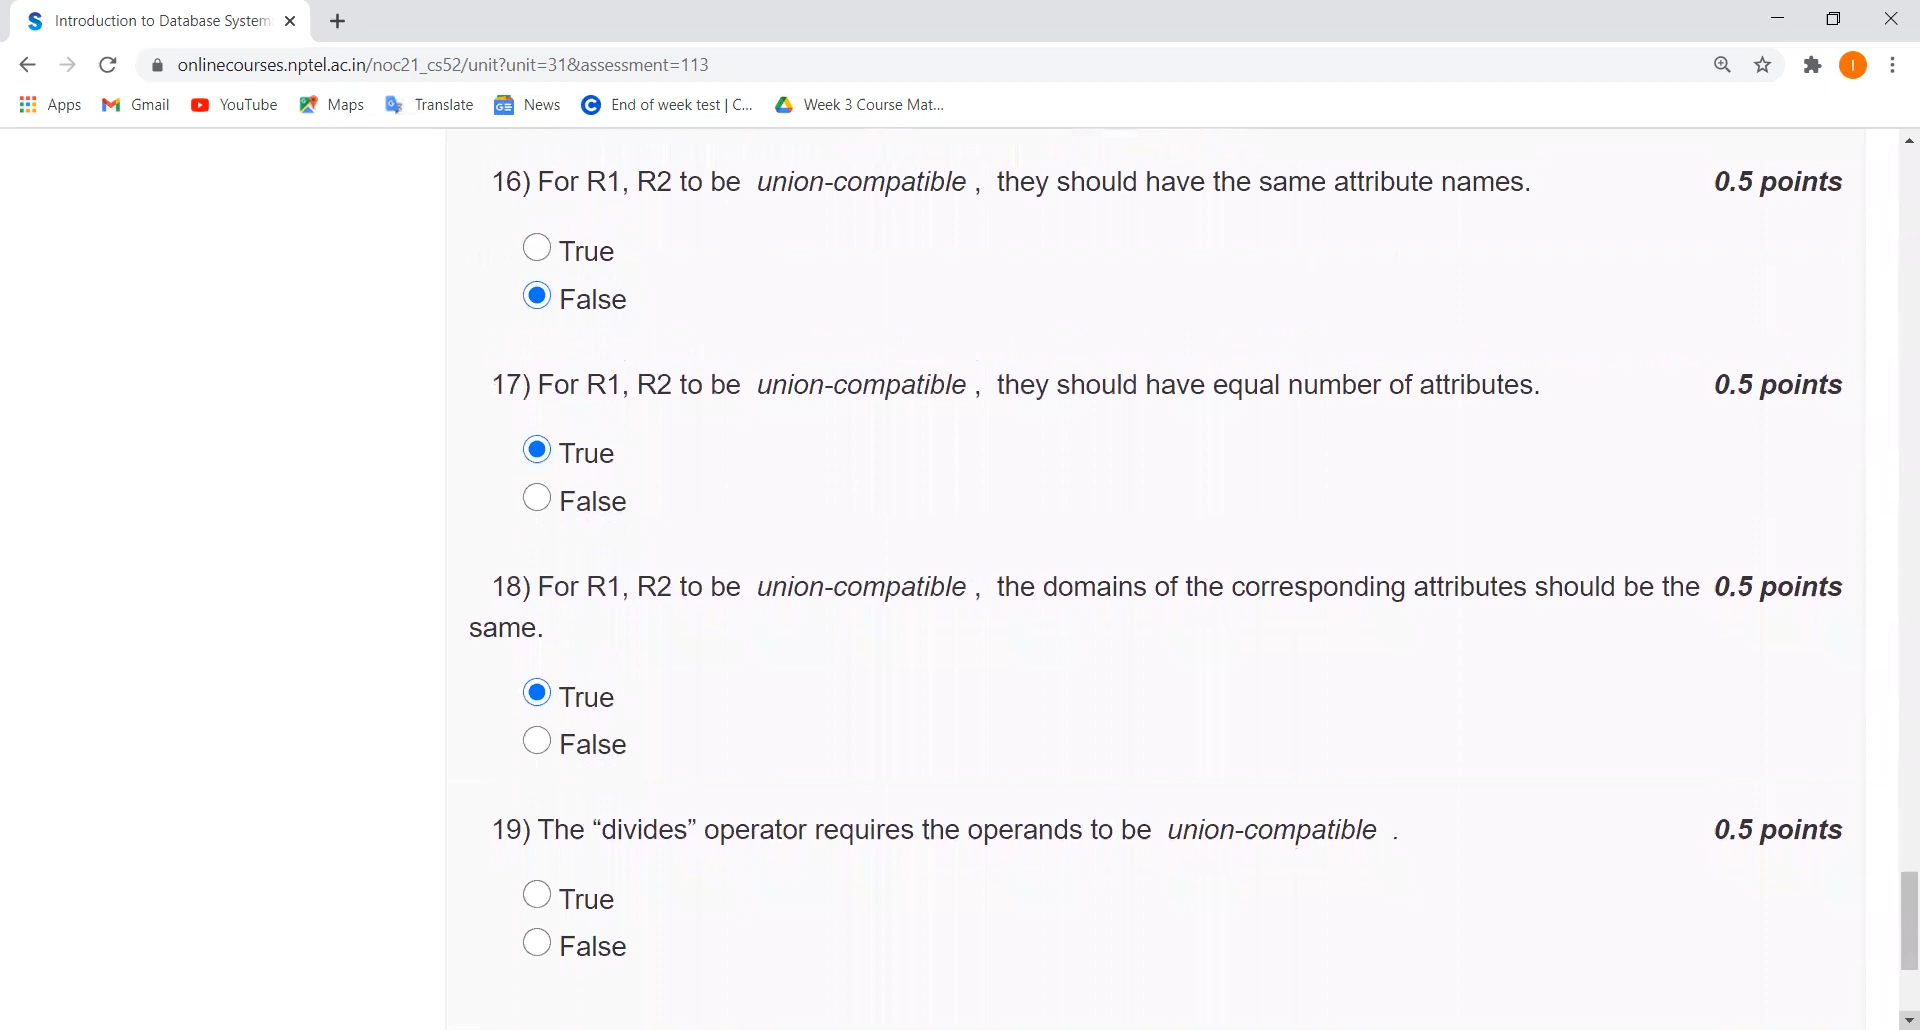 Introduction to Database System
onlinecourses.nptel.ac.in/noc21_cs52/unit?unit=31&assessment=113
Apps Gmail YouTube Maps Translate News End of week test | C... Week 3 Course Mat...
16) For R1, R2 to be union-compatible , they should have the same attribute names. 0.5 points
True
False
17) For R1, R2 to be union-compatible , they should have equal number of attributes. 0.5 points
True
False
18) For R1, R2 to be union-compatible , the domains of the corresponding attributes should be the 0.5 points
same.
True
False
19) The “divides” operator requires the operands to be union-compatible . 0.5 points
True
False